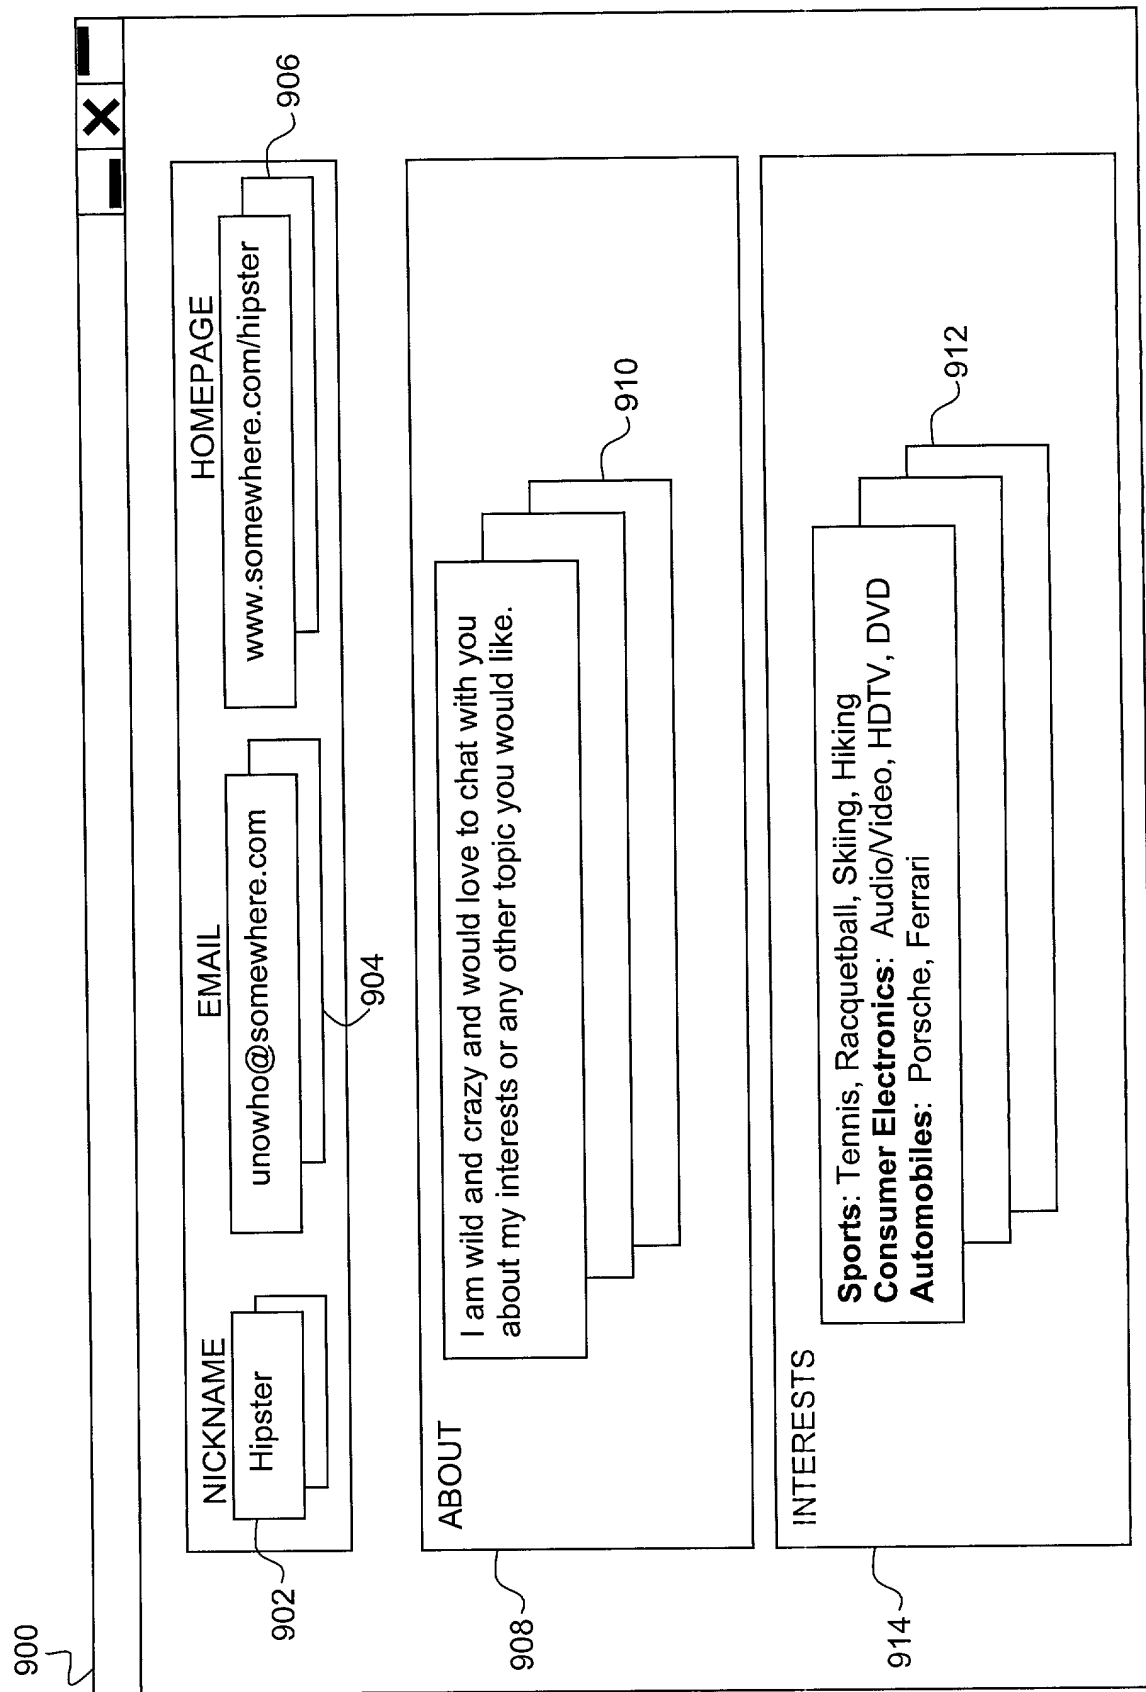 900
NICKNAME
EMAIL
HOMEPAGE
Hipster
unowho@somewhere.com
www.somewhere.com/hipster
902
904
906
ABOUT
I am wild and crazy and would love to chat with you
about my interests or any other topic you would like.
908
910
INTERESTS
Sports: Tennis, Racquetball, Skiing, Hiking
Consumer Electronics: Audio/Video, HDTV, DVD
Automobiles: Porsche, Ferrari
914
912